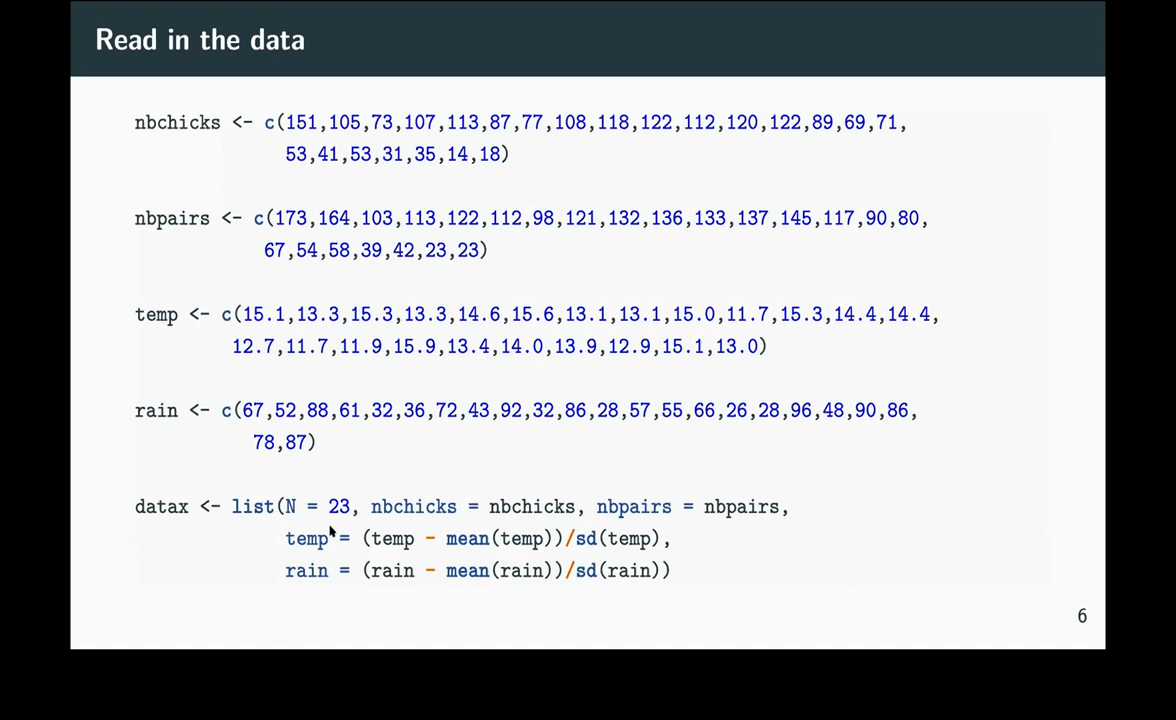 Read in the data
nbchicks <- c(151,105,73,107,113,87,77,108,118,122,112,120,122,89,69,71,
53,41,53,31,35,14,18)
nbpairs <- c(173,164,103,113,122,112,98,121,132,136,133,137,145,117,90,80,
67,54,58,39,42,23,23)
temp <- c(15.1,13.3,15.3,13.3,14.6,15.6,13.1,13.1,15.0,11.7,15.3,14.4,14.4,
12.7,11.7,11.9,15.9,13.4,14.0,13.9,12.9,15.1,13.0)
rain <- c(67,52,88,61,32,36,72,43,92,32,86,28,57,55,66,26,28,96,48,90,86,
78,87)
datax <- list(N = 23, nbchicks = nbchicks, nbpairs = nbpairs,
temp = (temp - mean(temp))/sd(temp),
rain = (rain - mean(rain))/sd(rain))
6